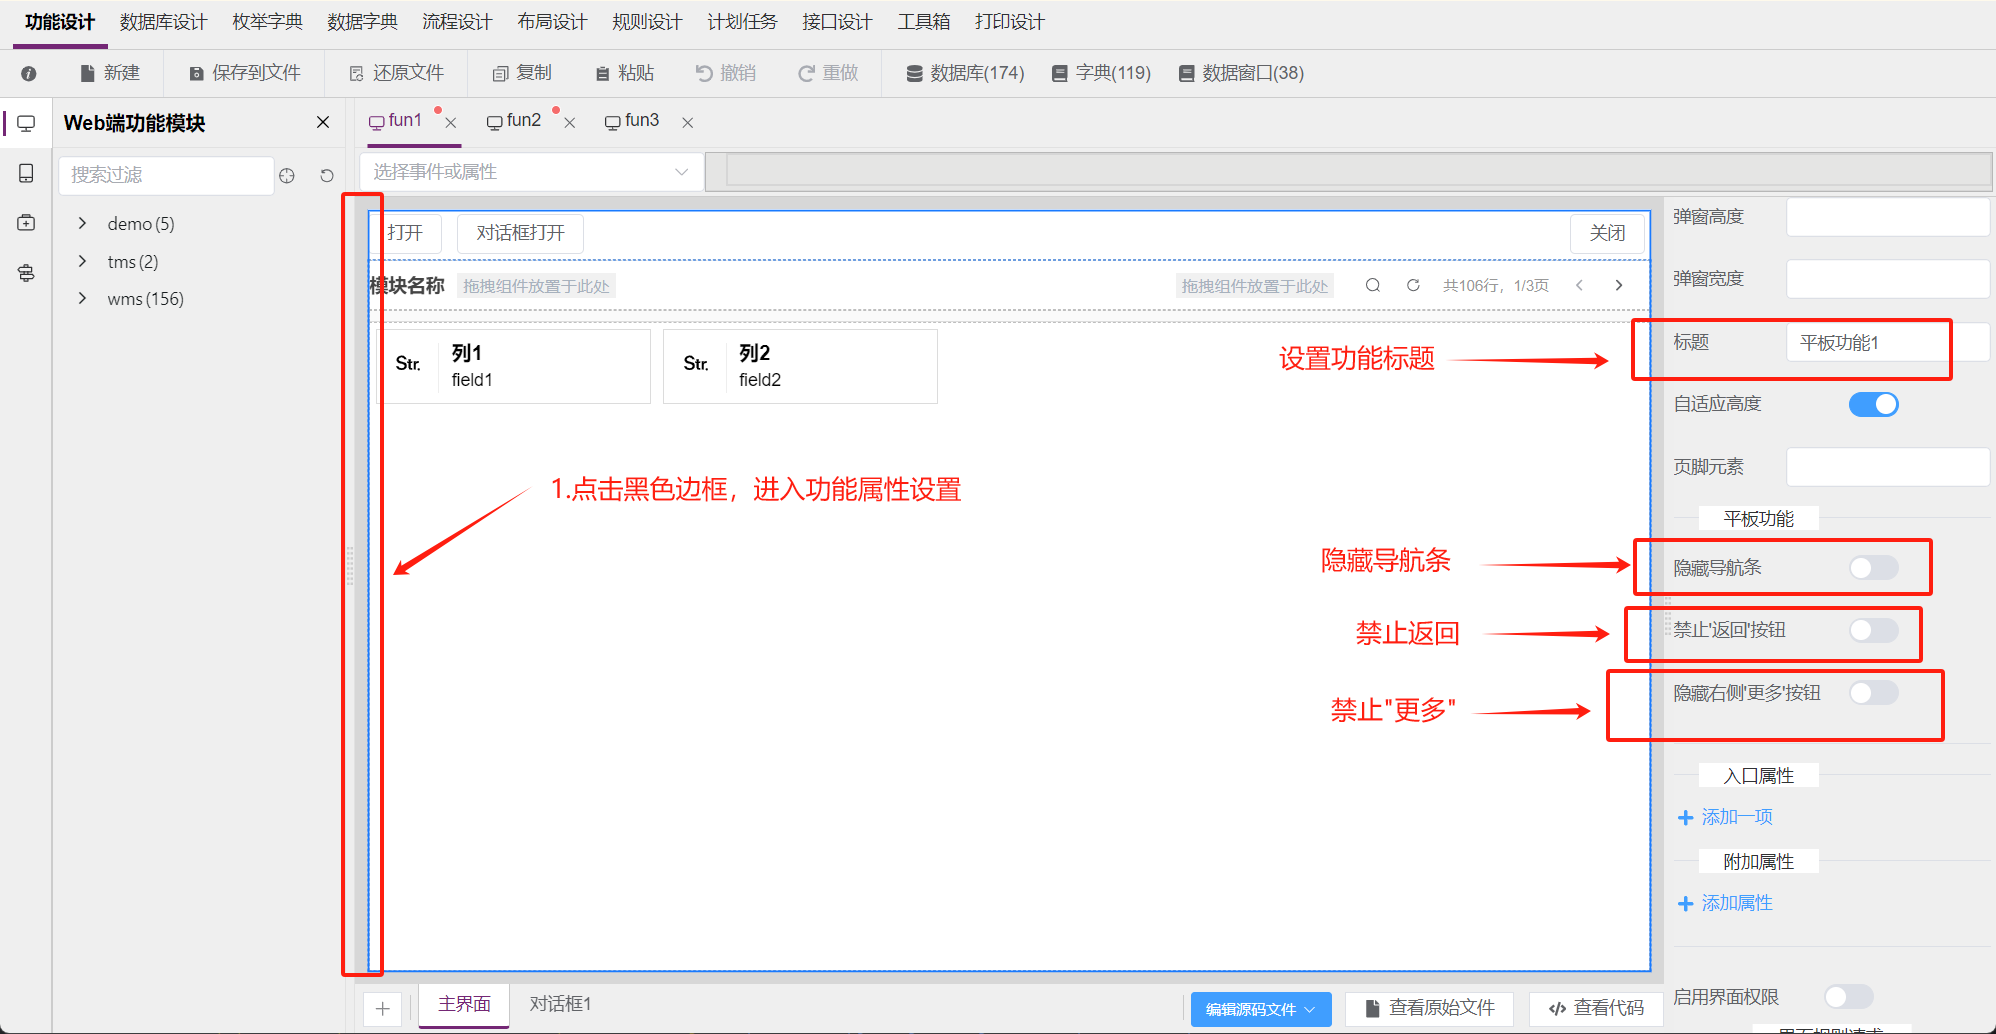 功能设计 数据库设计 枚举字典 数据字典 流程设计 布局设计 规则设计 计划任务 接口设计 工具箱 打印设计
新建 保存到文件 还原文件 复制 粘贴 撤销 重做 数据库(174) 字典(119) 数据窗口(38)
Web端功能模块
fun1 fun2 fun3
搜索过滤
选择事件或属性
demo(5)
tms(2)
wms(156)
打开 对话框打开 关闭
模块名称 拖拽组件放置于此处 拖拽组件放置于此处 共106行，1/3页
Str. 列1
field1
Str. 列2
field2
设置功能标题
1.点击黑色边框，进入功能属性设置
隐藏导航条
禁止返回
禁止"更多"
弹窗高度
弹窗宽度
标题 平板功能1
自适应高度
页脚元素
平板功能
隐藏导航条
禁止'返回'按钮
隐藏右侧'更多'按钮
入口属性
添加一项
附加属性
添加属性
启用界面权限
主界面 对话框1
编辑源码文件 查看原始文件 查看代码